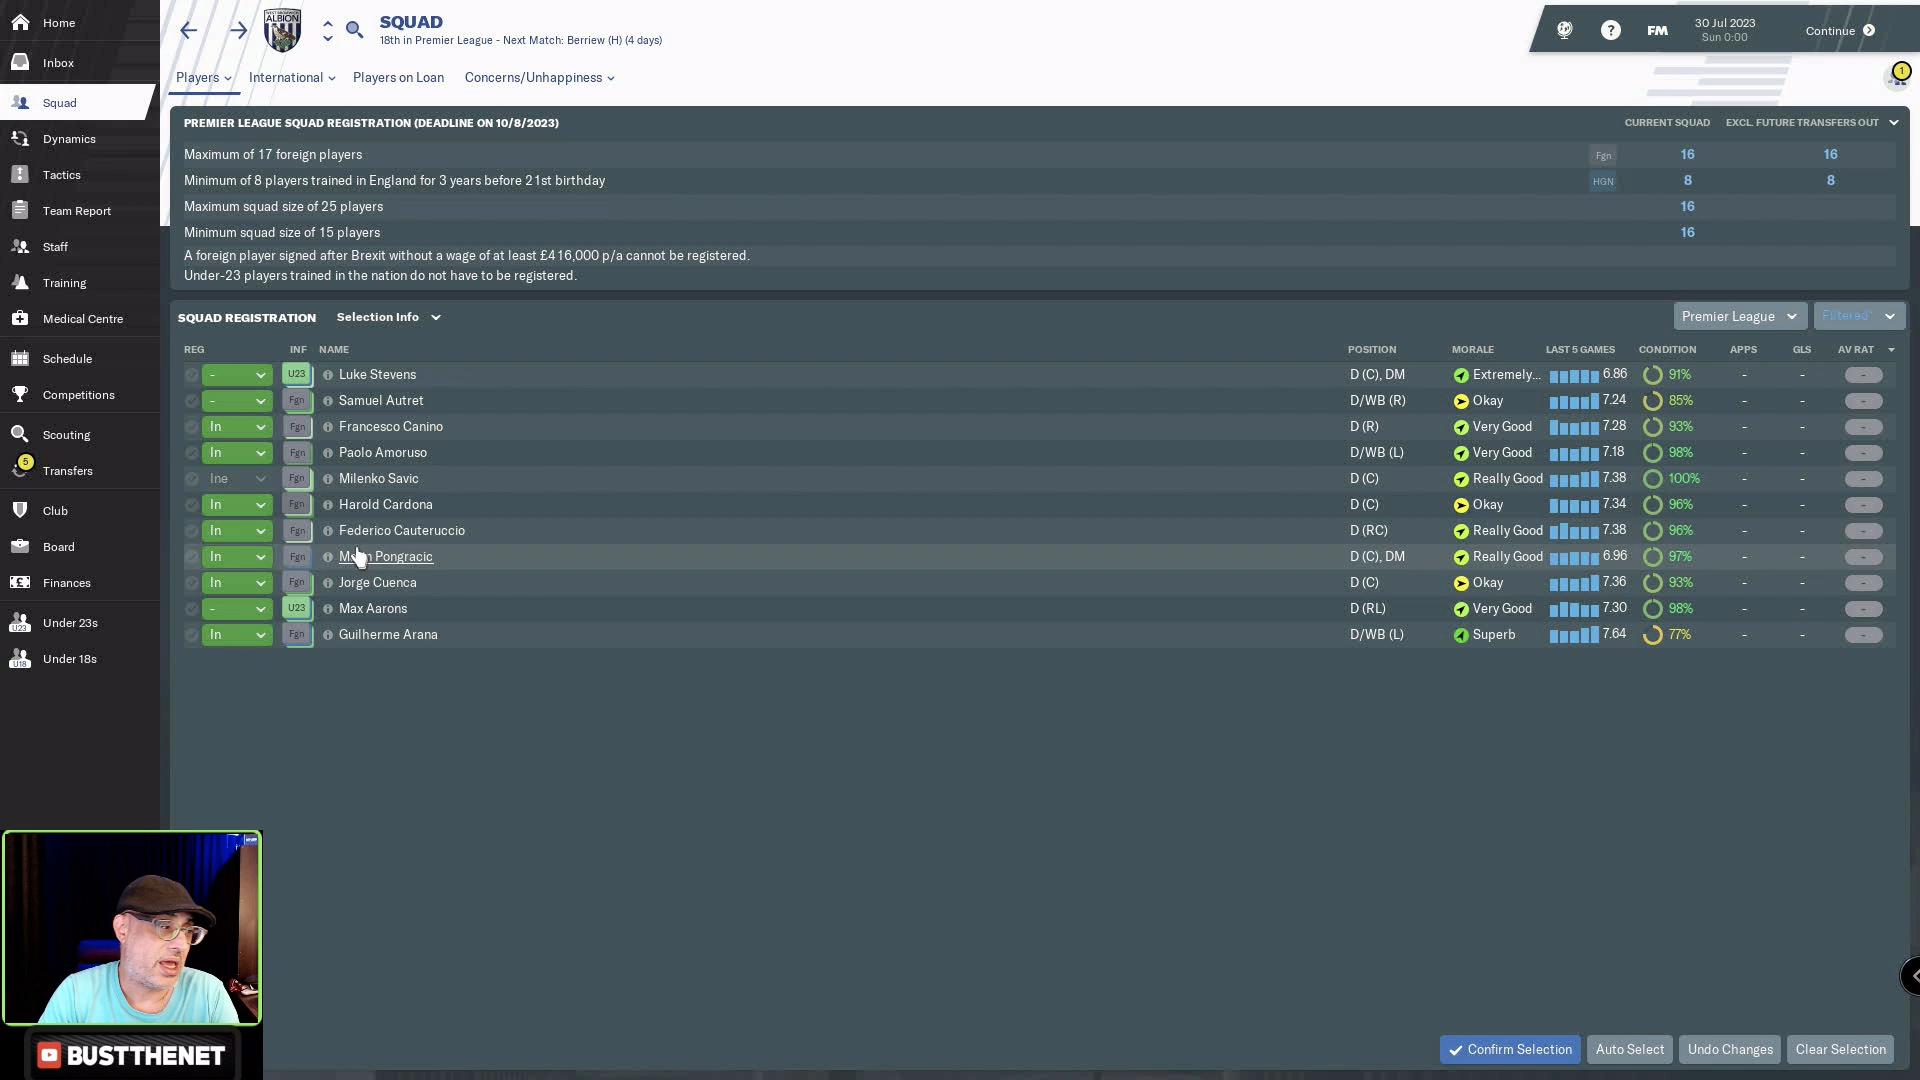 Home
Inbox
Squad
Dynamics
Tactics
Team Report
Staff
Training
Medical Centre
Schedule
Competitions
Scouting
5
Transfers
Club
Board
Finances
U23
Under 23s
U18
Under 18s
ALBION
SQUAD
18th in Premier League - Next Match: Berriew (H) (4 days)
? FM 30 Jul 2023 Continue
Sun 0:00
Players International Players on Loan Concerns/Unhappiness
1
PREMIER LEAGUE SQUAD REGISTRATION (DEADLINE ON 10/8/2023) CURRENT SQUAD EXCL. FUTURE TRANSFERS OUT
Maximum of 17 foreign players Fgn 16 16
Minimum of 8 players trained in England for 3 years before 21st birthday HGN 8 8
Maximum squad size of 25 players 16
Minimum squad size of 15 players 16
A foreign player signed after Brexit without a wage of at least £416,000 p/a cannot be registered.
Under-23 players trained in the nation do not have to be registered.
SQUAD REGISTRATION Selection Info Premier League Filtered*
REG INF NAME POSITION MORALE LAST 5 GAMES CONDITION APPS GLS AV RAT
- U23 Luke Stevens D (C), DM Extremely... 6.86 91% - - -
- Fgn Samuel Autret D/WB (R) Okay 7.24 85% - - -
In Fgn Francesco Canino D (R) Very Good 7.28 93% - - -
In Fgn Paolo Amoruso D/WB (L) Very Good 7.18 98% - - -
Ine Fgn Milenko Savic D (C) Really Good 7.38 100% - - -
In Fgn Harold Cardona D (C) Okay 7.34 96% - - -
In Fgn Federico Cauteruccio D (RC) Really Good 7.38 96% - - -
In Fgn Pongracic D (C), DM Really Good 6.96 97% - - -
In Fgn Jorge Cuenca D (C) Okay 7.36 93% - - -
- U23 Max Aarons D (RL) Very Good 7.30 98% - - -
In Fgn Guilherme Arana D/WB (L) Superb 7.64 77% - - -
BUSTTHENET
Confirm Selection Auto Select Undo Changes Clear Selection